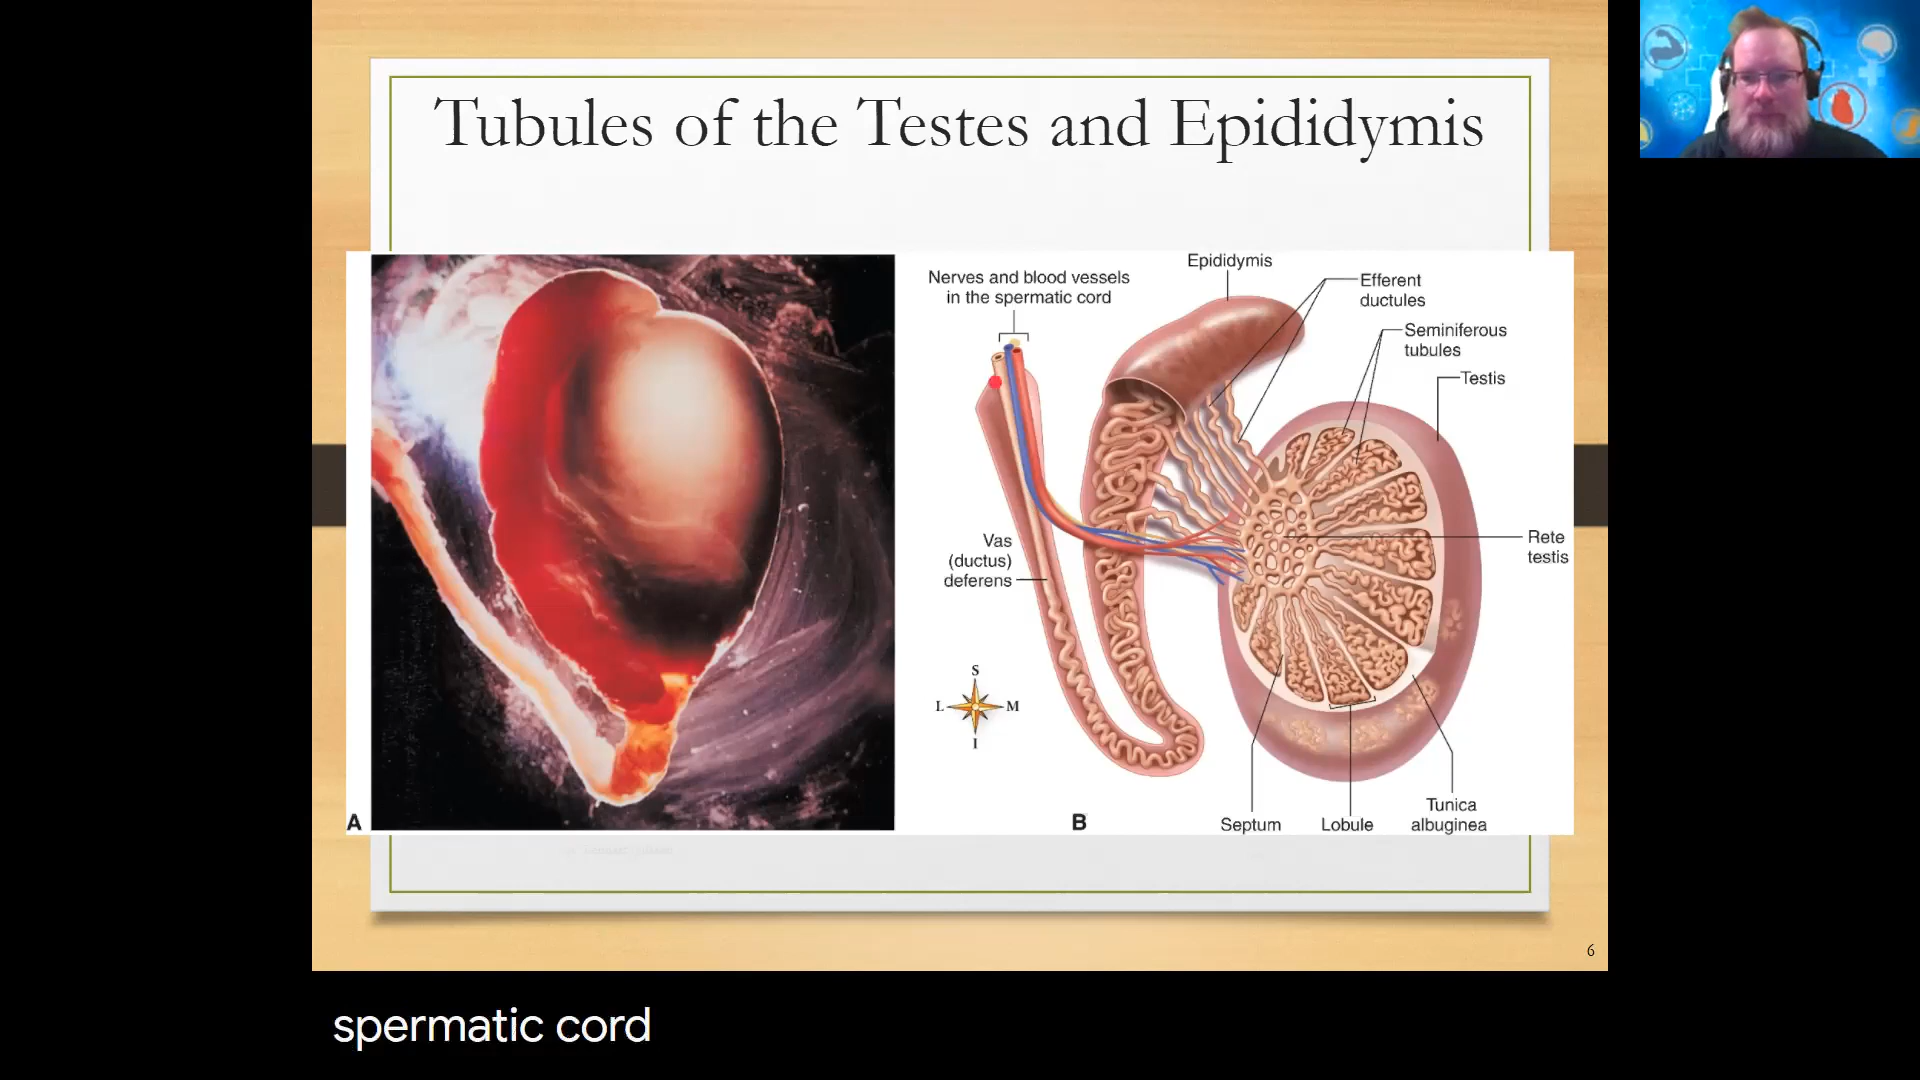 Tubules of the Testes and Epididymis
Nerves and blood vessels
in the spermatic cord
Epididymis
Efferent
ductules
Seminiferous
tubules
Testis
Rete
testis
Vas
(ductus)
deferens
S
L M
I
Septum
Lobule
Tunica
albuginea
A
B
6
spermatic cord